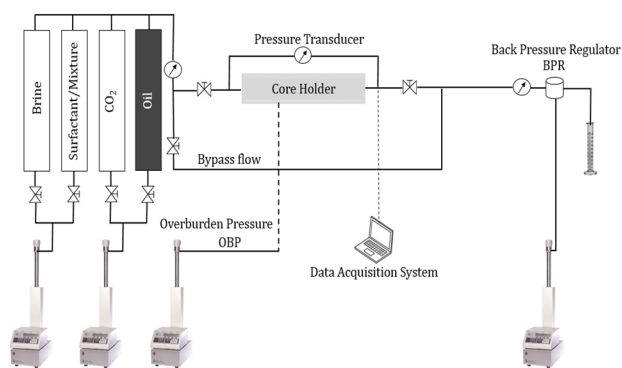 Brine
Surfactant/Mixture
CO₂
Oil
Pressure Transducer
Core Holder
Back Pressure Regulator
BPR
Bypass flow
Overburden Pressure
OBP
Data Acquisition System